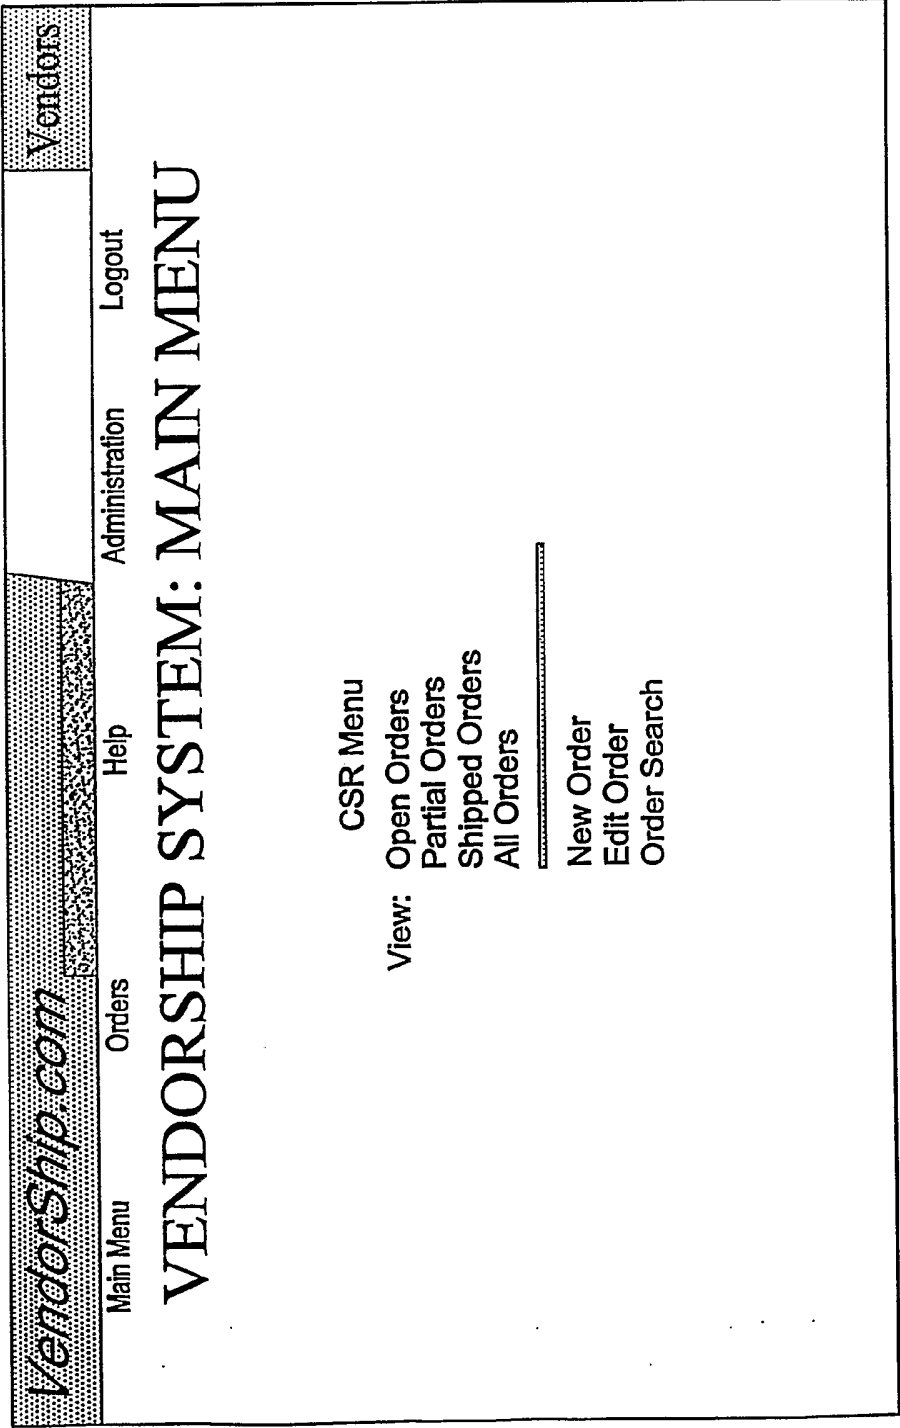 VendorShip.com Vendors
Main Menu Orders Help Administration Logout
VENDORSHIP SYSTEM: MAIN MENU
CSR Menu
View: Open Orders
Partial Orders
Shipped Orders
All Orders
New Order
Edit Order
Order Search